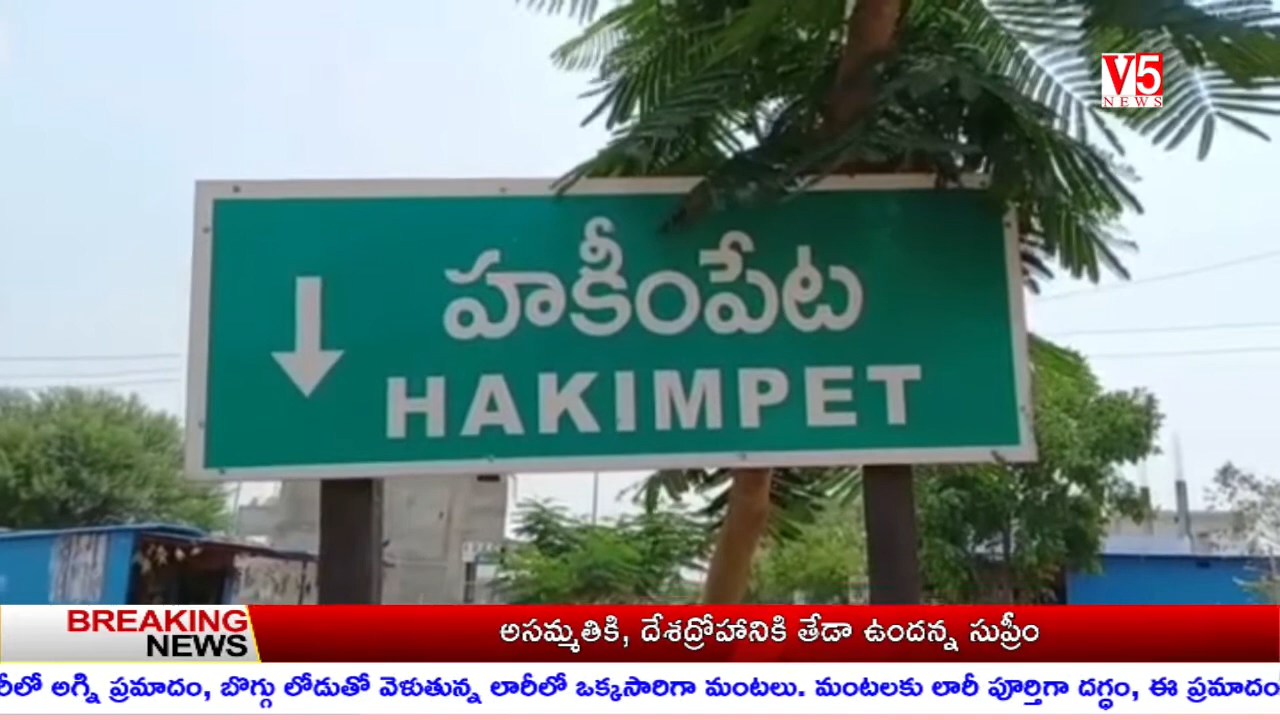 V5
NEWS
హకీంపేట
HAKIMPET
BREAKING
NEWS
అసమ్మతికి, దేశద్రోహానికి తేడా ఉందన్న సుప్రీం
రీలో అగ్ని ప్రమాదం, బొగ్గు లోడుతో వెళుతున్న లారీలో ఒక్కసారిగా మంటలు. మంటలకు లారీ పూర్తిగా దగ్ధం, ఈ ప్రమాదం